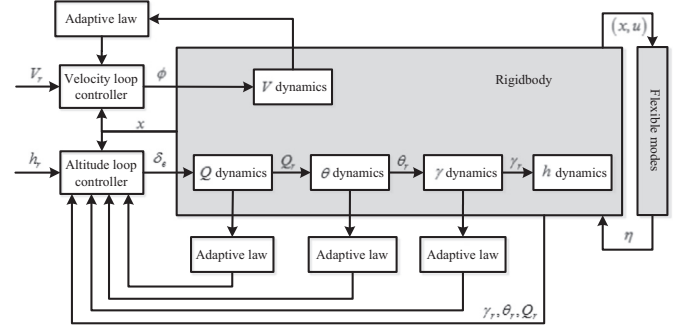 Adaptive law
(x, u)
V_r
Velocity loop
controller
ϕ
V dynamics
Rigidbody
Flexible modes
x
h_r
Altitude loop
controller
δ_e
Q dynamics
Q_r
θ dynamics
θ_r
γ dynamics
γ_r
h dynamics
η
Adaptive law
Adaptive law
Adaptive law
γ_r, θ_r, Q_r